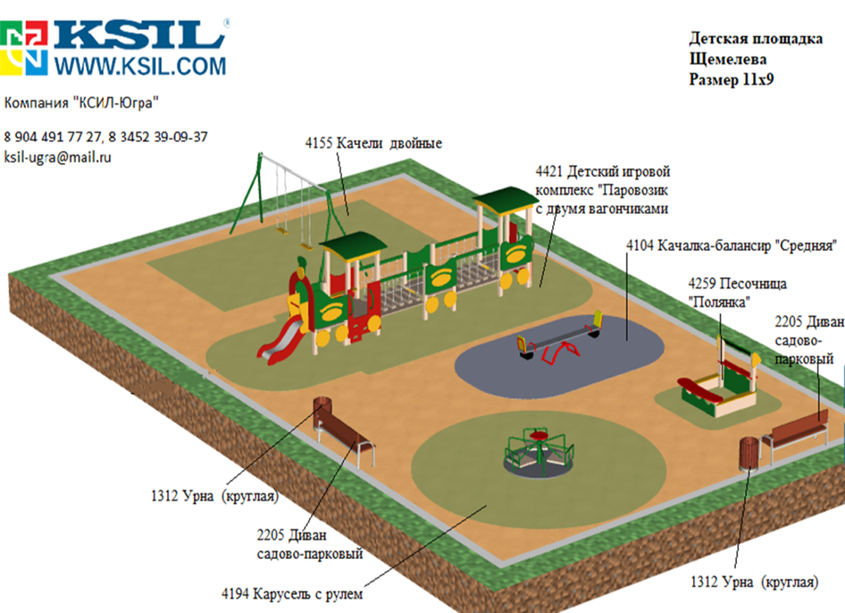 KSIL®
WWW.KSIL.COM
Детская площадка
Щемелева
Размер 11х9
Компания "КСИЛ-Югра"
8 904 491 77 27, 8 3452 39-09-37
ksil-ugra@mail.ru
4155 Качели двойные
4421 Детский игровой
комплекс "Паровозик
с двумя вагончиками
4104 Качалка-балансир "Средняя"
4259 Песочница
"Полянка"
2205 Диван
садово-
парковый
1312 Урна (круглая)
2205 Диван
садово-парковый
4194 Карусель с рулем
1312 Урна (круглая)